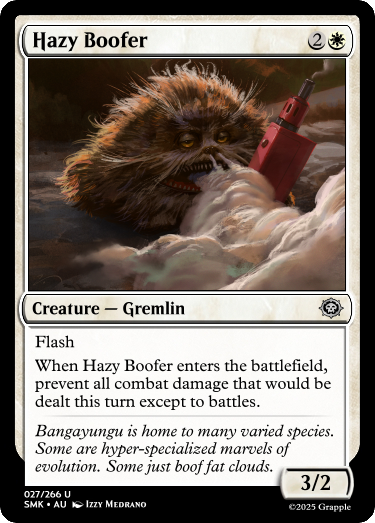 Hazy Boofer 2
Creature — Gremlin
Flash
When Hazy Boofer enters the battlefield,
prevent all combat damage that would be
dealt this turn except to battles.
Bangayungu is home to many varied species.
Some are hyper-specialized marvels of
evolution. Some just boof fat clouds.
3/2
027/266 U
SMK • AU Izzy Medrano
©2025 Grapple